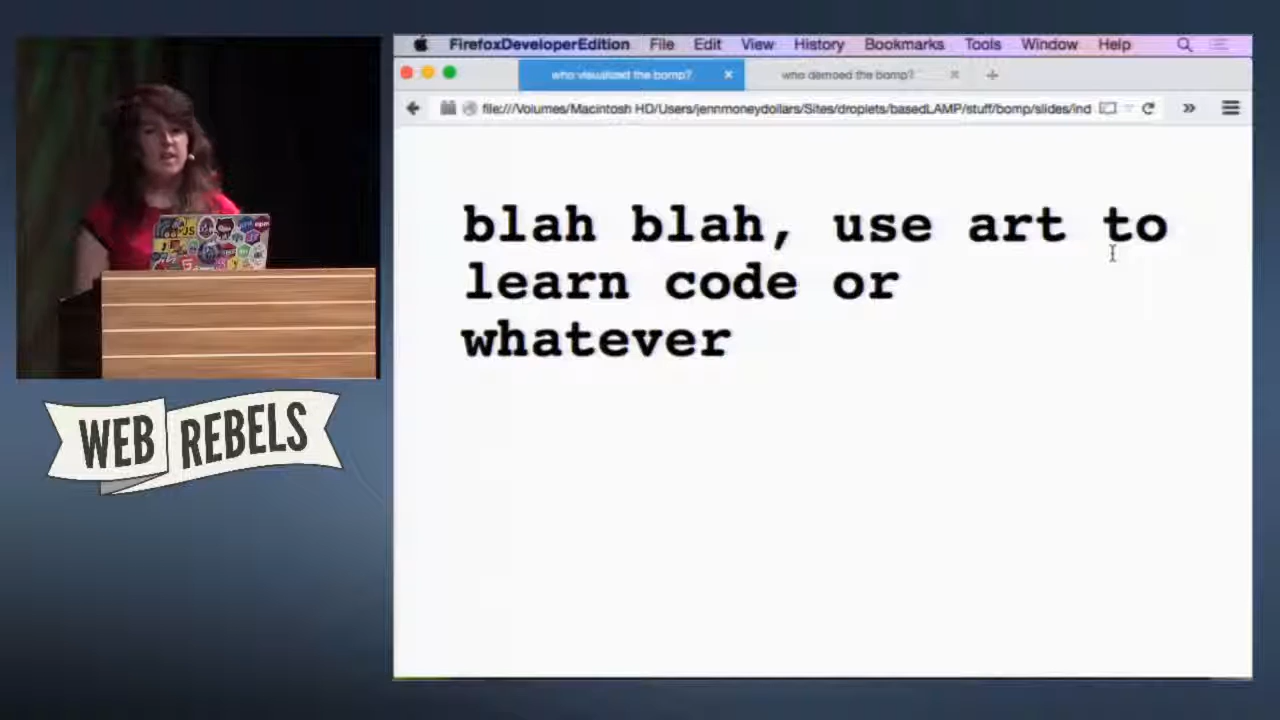 FirefoxDeveloperEdition File Edit View History Bookmarks Tools Window Help
who visualized the bomp? who demoed the bomp?
file:///Volumes/Macintosh HD/Users/jennmoneydollars/Sites/droplets/basedLAMP/stuff/bomp/slides/ind
blah blah, use art to
learn code or
whatever
JS
WEB REBELS